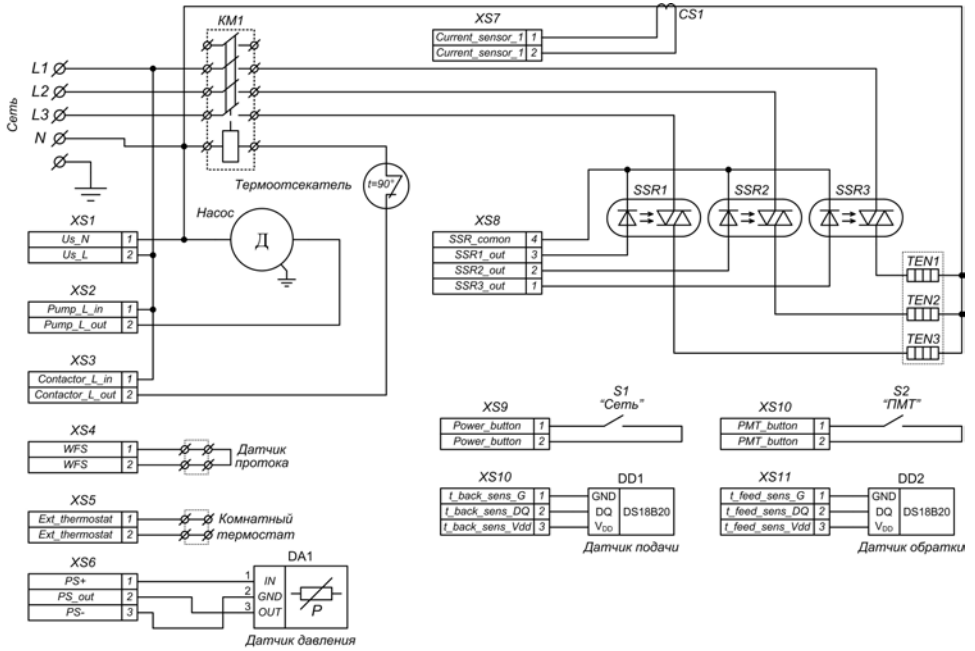 КМ1
XS7
CS1
Current_sensor_1 1
Current_sensor_1 2
Сеть
L1
L2
L3
N
Термоотсекатель
t=90°
XS1
Us_N 1
Us_L 2
Насос
Д
XS2
Pump_L_in 1
Pump_L_out 2
XS3
Contactor_L_in 1
Contactor_L_out 2
XS8
SSR_comon 4
SSR1_out 3
SSR2_out 2
SSR3_out 1
SSR1
SSR2
SSR3
TEN1
TEN2
TEN3
XS4
WFS 1
WFS 2
Датчик
протока
XS5
Ext_thermostat 1
Ext_thermostat 2
Комнатный
термостат
XS6
PS+ 1
PS_out 2
PS- 3
DA1
1 IN
2 GND
3 OUT
P
Датчик давления
XS9
Power_button 1
Power_button 2
S1
"Сеть"
XS10
PMT_button 1
PMT_button 2
S2
"ПМТ"
XS10
t_back_sens_G 1
t_back_sens_DQ 2
t_back_sens_Vdd 3
DD1
GND
DQ
VDD
DS18B20
Датчик подачи
XS11
t_feed_sens_G 1
t_feed_sens_DQ 2
t_feed_sens_Vdd 3
DD2
GND
DQ
VDD
DS18B20
Датчик обратки